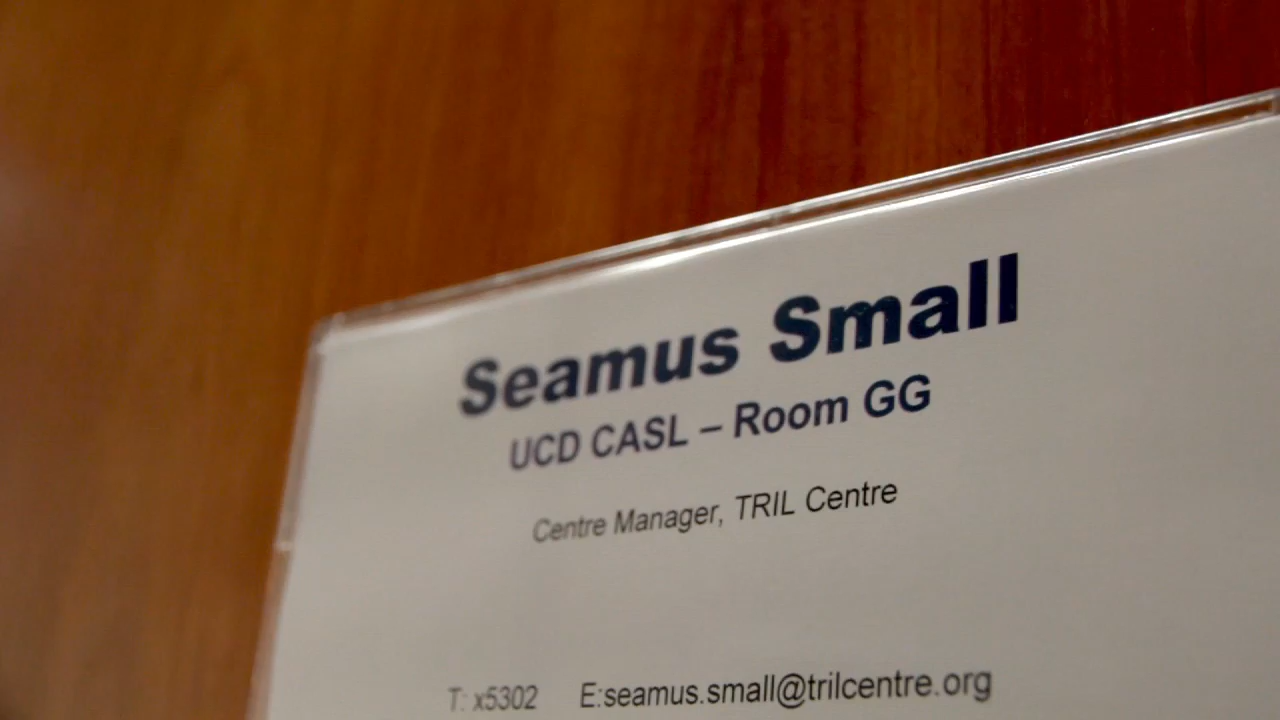 Seamus Small
UCD CASL – Room GG
Centre Manager, TRIL Centre
T: x5302 E:seamus.small@trilcentre.org